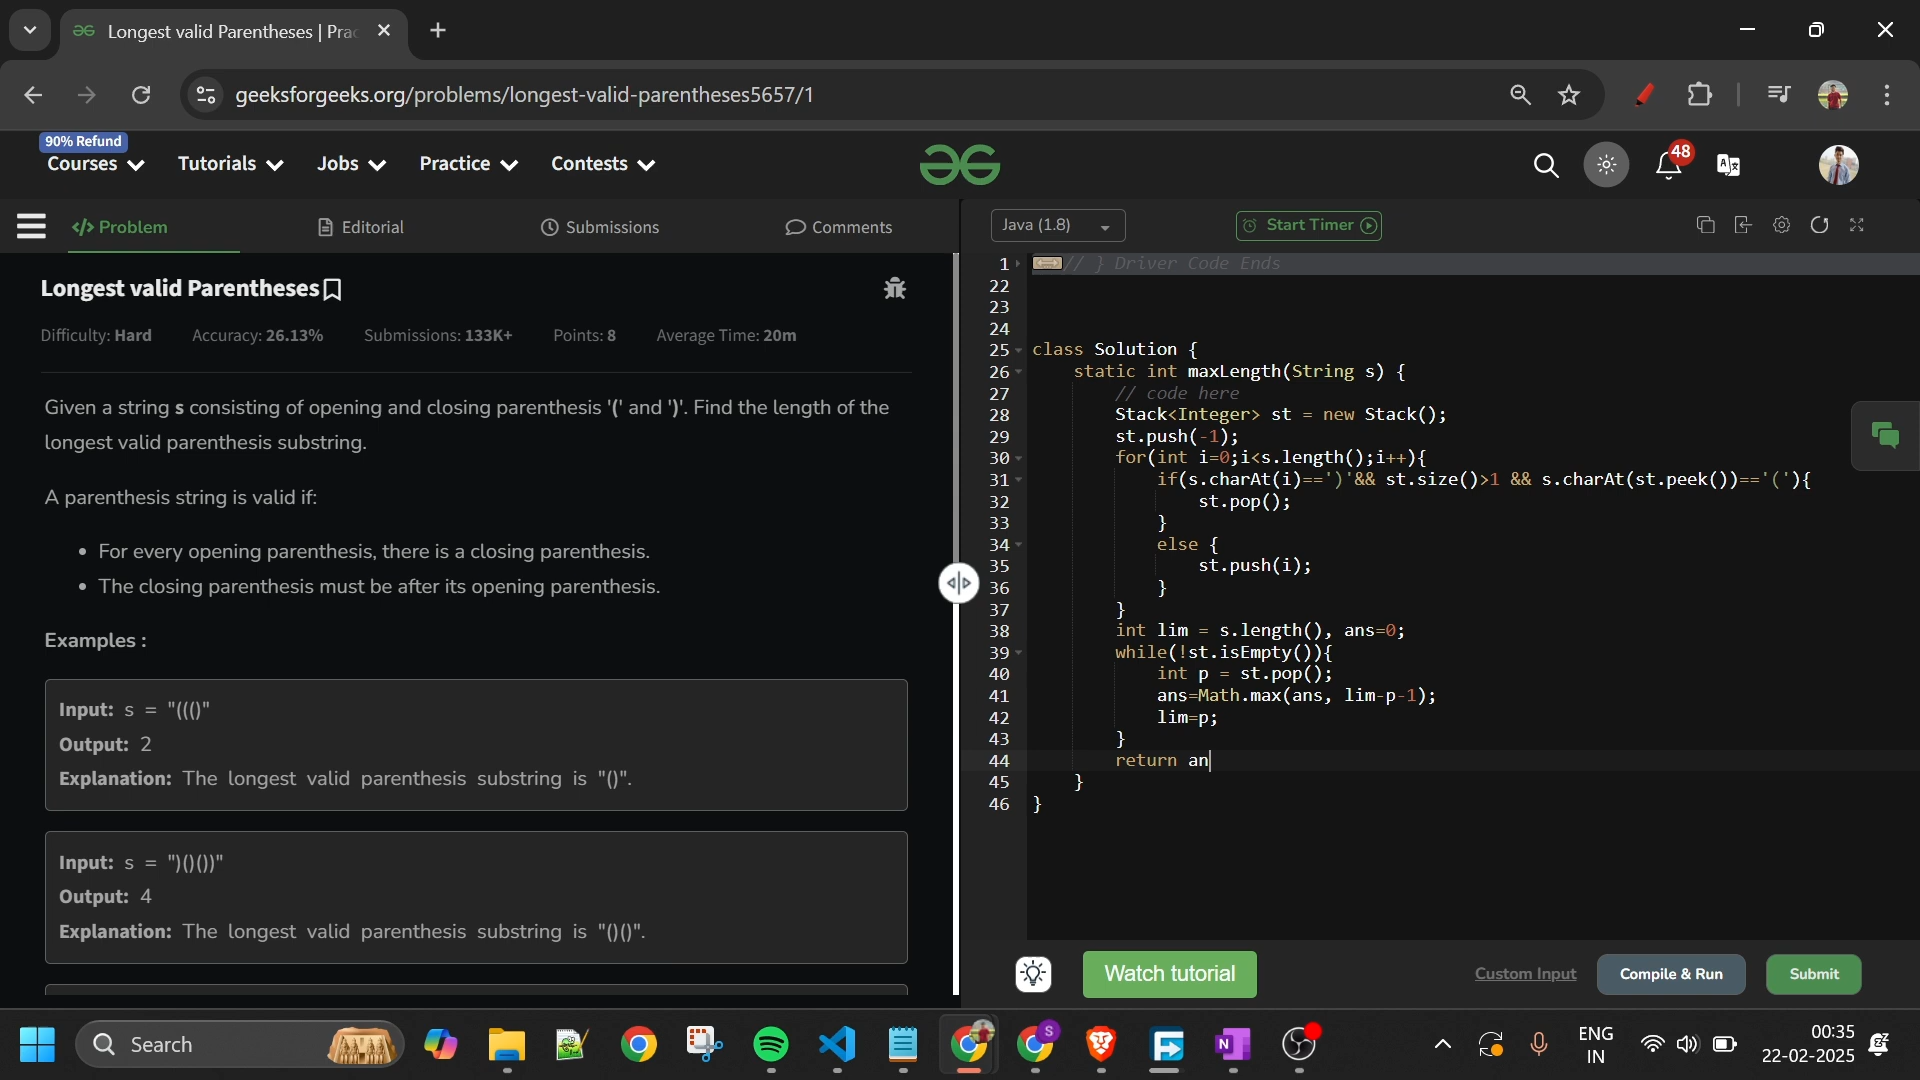 Longest valid Parentheses | Prac
geeksforgeeks.org/problems/longest-valid-parentheses5657/1
90% Refund
Courses Tutorials Jobs Practice Contests
48
Problem Editorial Submissions Comments
Java (1.8) Start Timer
Longest valid Parentheses
Difficulty: Hard Accuracy: 26.13% Submissions: 133K+ Points: 8 Average Time: 20m
Given a string s consisting of opening and closing parenthesis '(' and ')'. Find the length of the
longest valid parenthesis substring.
A parenthesis string is valid if:
• For every opening parenthesis, there is a closing parenthesis.
• The closing parenthesis must be after its opening parenthesis.
Examples :
Input: s = "((()"
Output: 2
Explanation: The longest valid parenthesis substring is "()".
Input: s = ")()())"
Output: 4
Explanation: The longest valid parenthesis substring is "()()".
1 // } Driver Code Ends
22
23
24
25 class Solution {
26 static int maxLength(String s) {
27 // code here
28 Stack<Integer> st = new Stack();
29 st.push(-1);
30 for(int i=0;i<s.length();i++){
31 if(s.charAt(i)==')'&& st.size()>1 && s.charAt(st.peek())=='('){
32 st.pop();
33 }
34 else {
35 st.push(i);
36 }
37 }
38 int lim = s.length(), ans=0;
39 while(!st.isEmpty()){
40 int p = st.pop();
41 ans=Math.max(ans, lim-p-1);
42 lim=p;
43 }
44 return an
45 }
46 }
Watch tutorial Custom Input Compile & Run Submit
Search
S
N
ENG
IN
00:35
22-02-2025